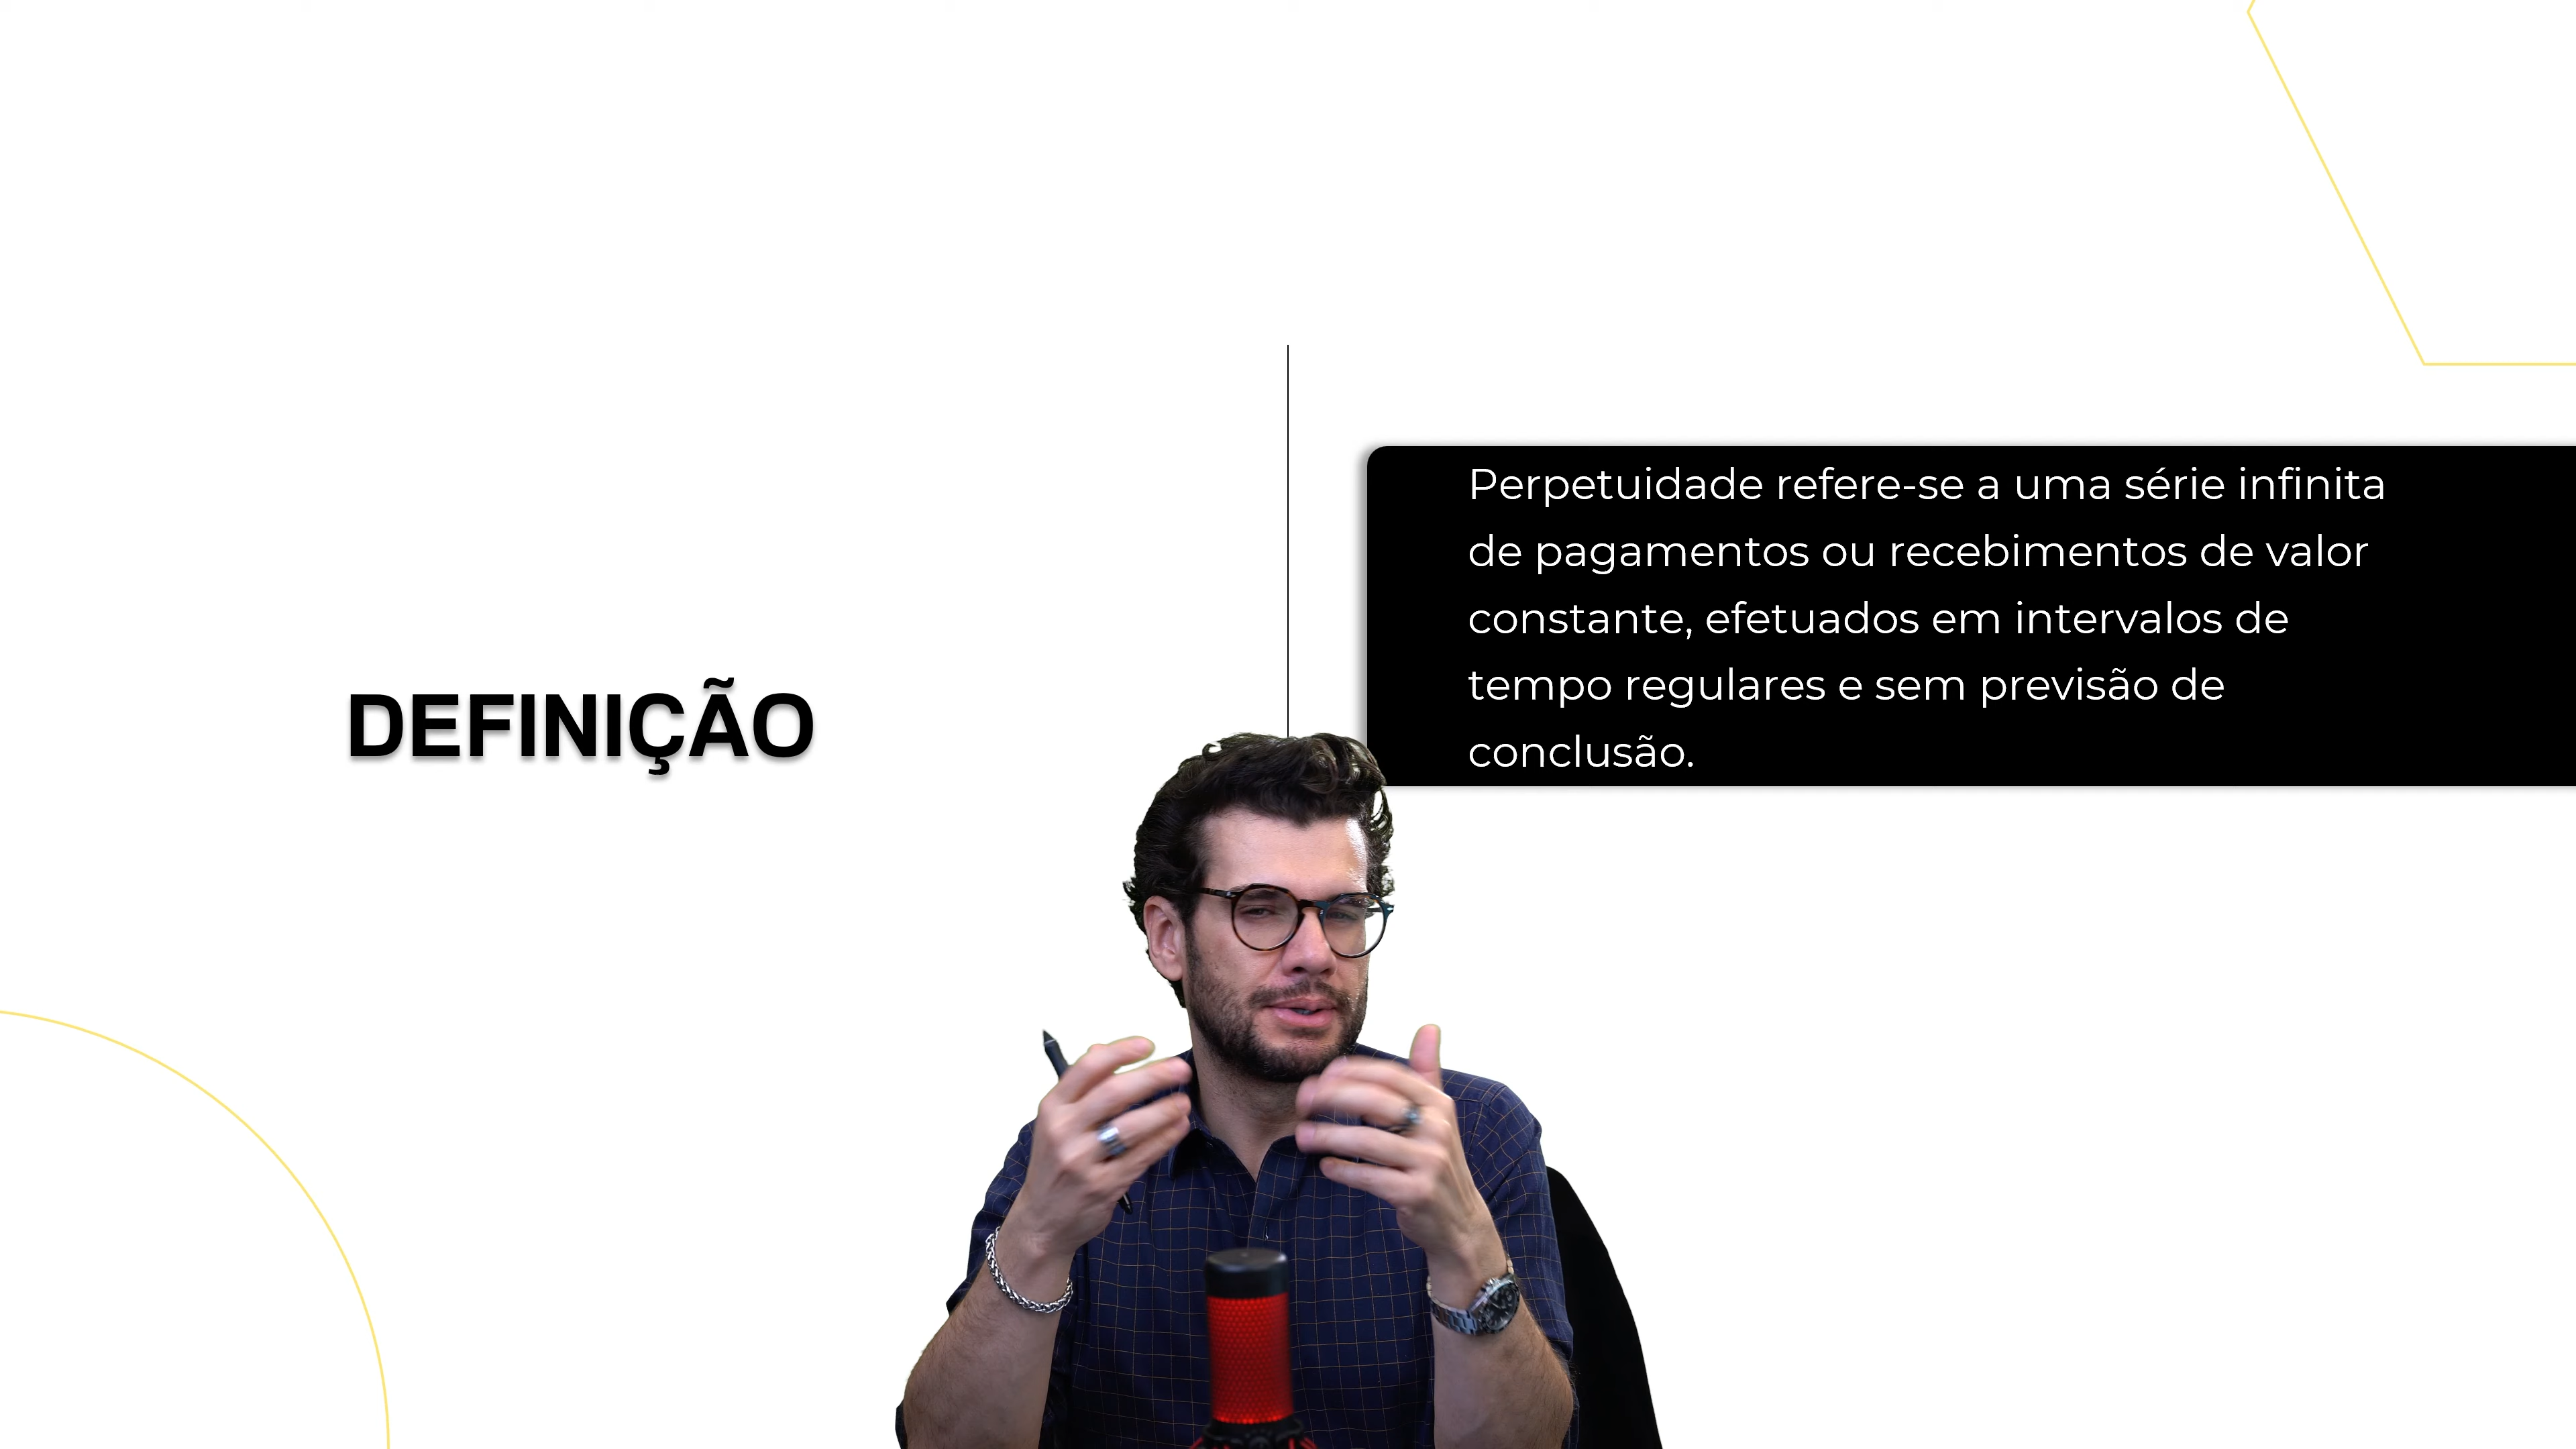 DEFINIÇÃO
Perpetuidade refere-se a uma série infinita
de pagamentos ou recebimentos de valor
constante, efetuados em intervalos de
tempo regulares e sem previsão de
conclusão.